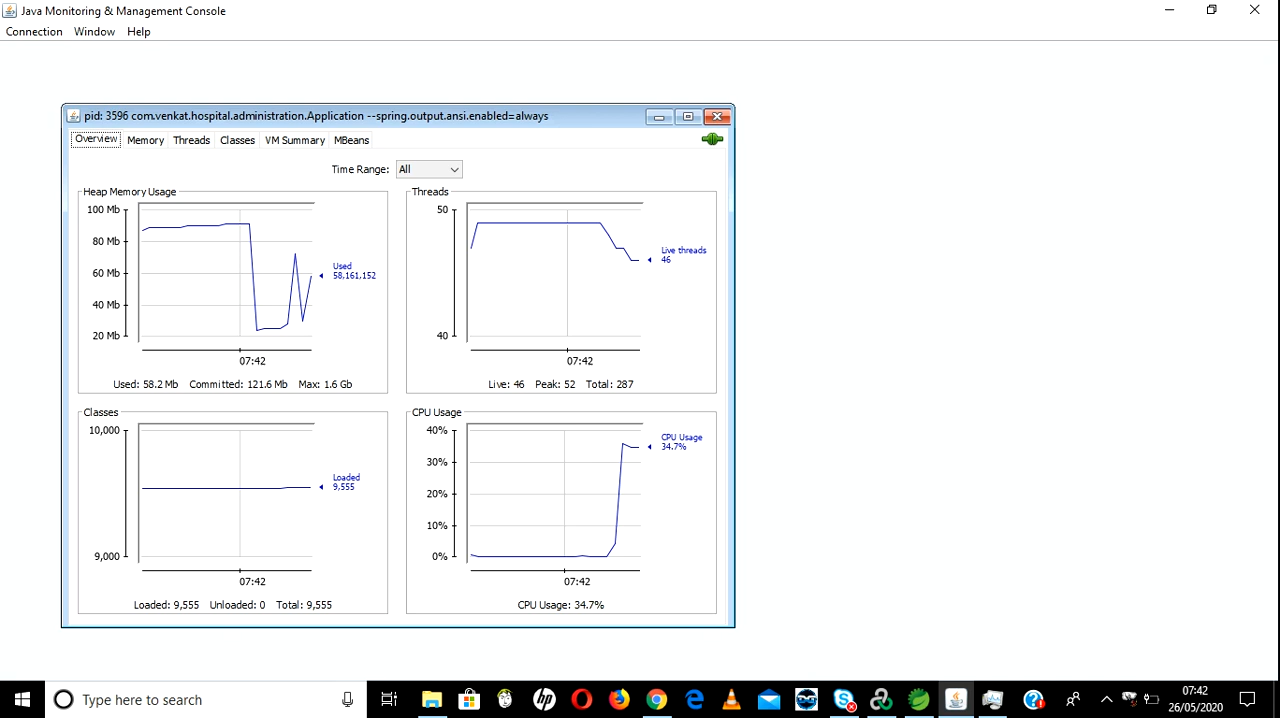 Java Monitoring & Management Console
Connection Window Help
pid: 3596 com.venkat.hospital.administration.Application --spring.output.ansi.enabled=always
Overview Memory Threads Classes VM Summary MBeans
Time Range: All
Heap Memory Usage
100 Mb
80 Mb
60 Mb
40 Mb
20 Mb
Used
58,161,152
07:42
Used: 58.2 Mb Committed: 121.6 Mb Max: 1.6 Gb
Threads
50
40
Live threads
46
07:42
Live: 46 Peak: 52 Total: 287
Classes
10,000
9,000
Loaded
9,555
07:42
Loaded: 9,555 Unloaded: 0 Total: 9,555
CPU Usage
40%
30%
20%
10%
0%
CPU Usage
34.7%
07:42
CPU Usage: 34.7%
Type here to search
hp
07:42
26/05/2020